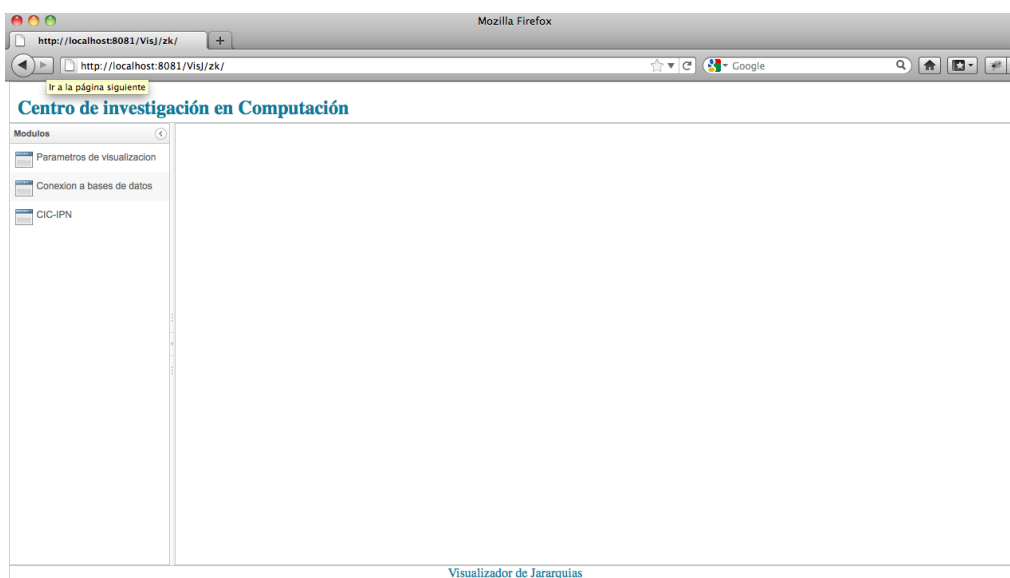 Mozilla Firefox
http://localhost:8081/VisJ/zk/
+
http://localhost:8081/VisJ/zk/
Google
Ir a la página siguiente
Centro de investigación en Computación
Modulos
Parametros de visualizacion
Conexion a bases de datos
CIC-IPN
Visualizador de Jararquias